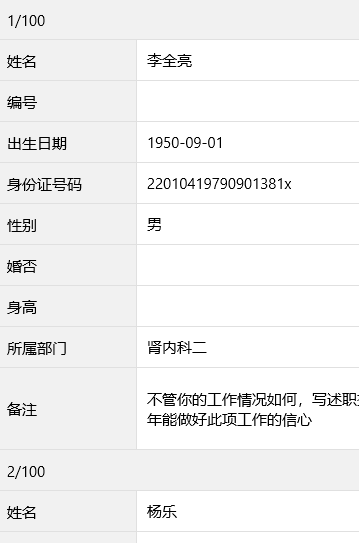 1/100
姓名 李全亮
编号
出生日期 1950-09-01
身份证号码 22010419790901381x
性别 男
婚否
身高
所属部门 肾内科二
备注 不管你的工作情况如何，写述职
年能做好此项工作的信心
2/100
姓名 杨乐